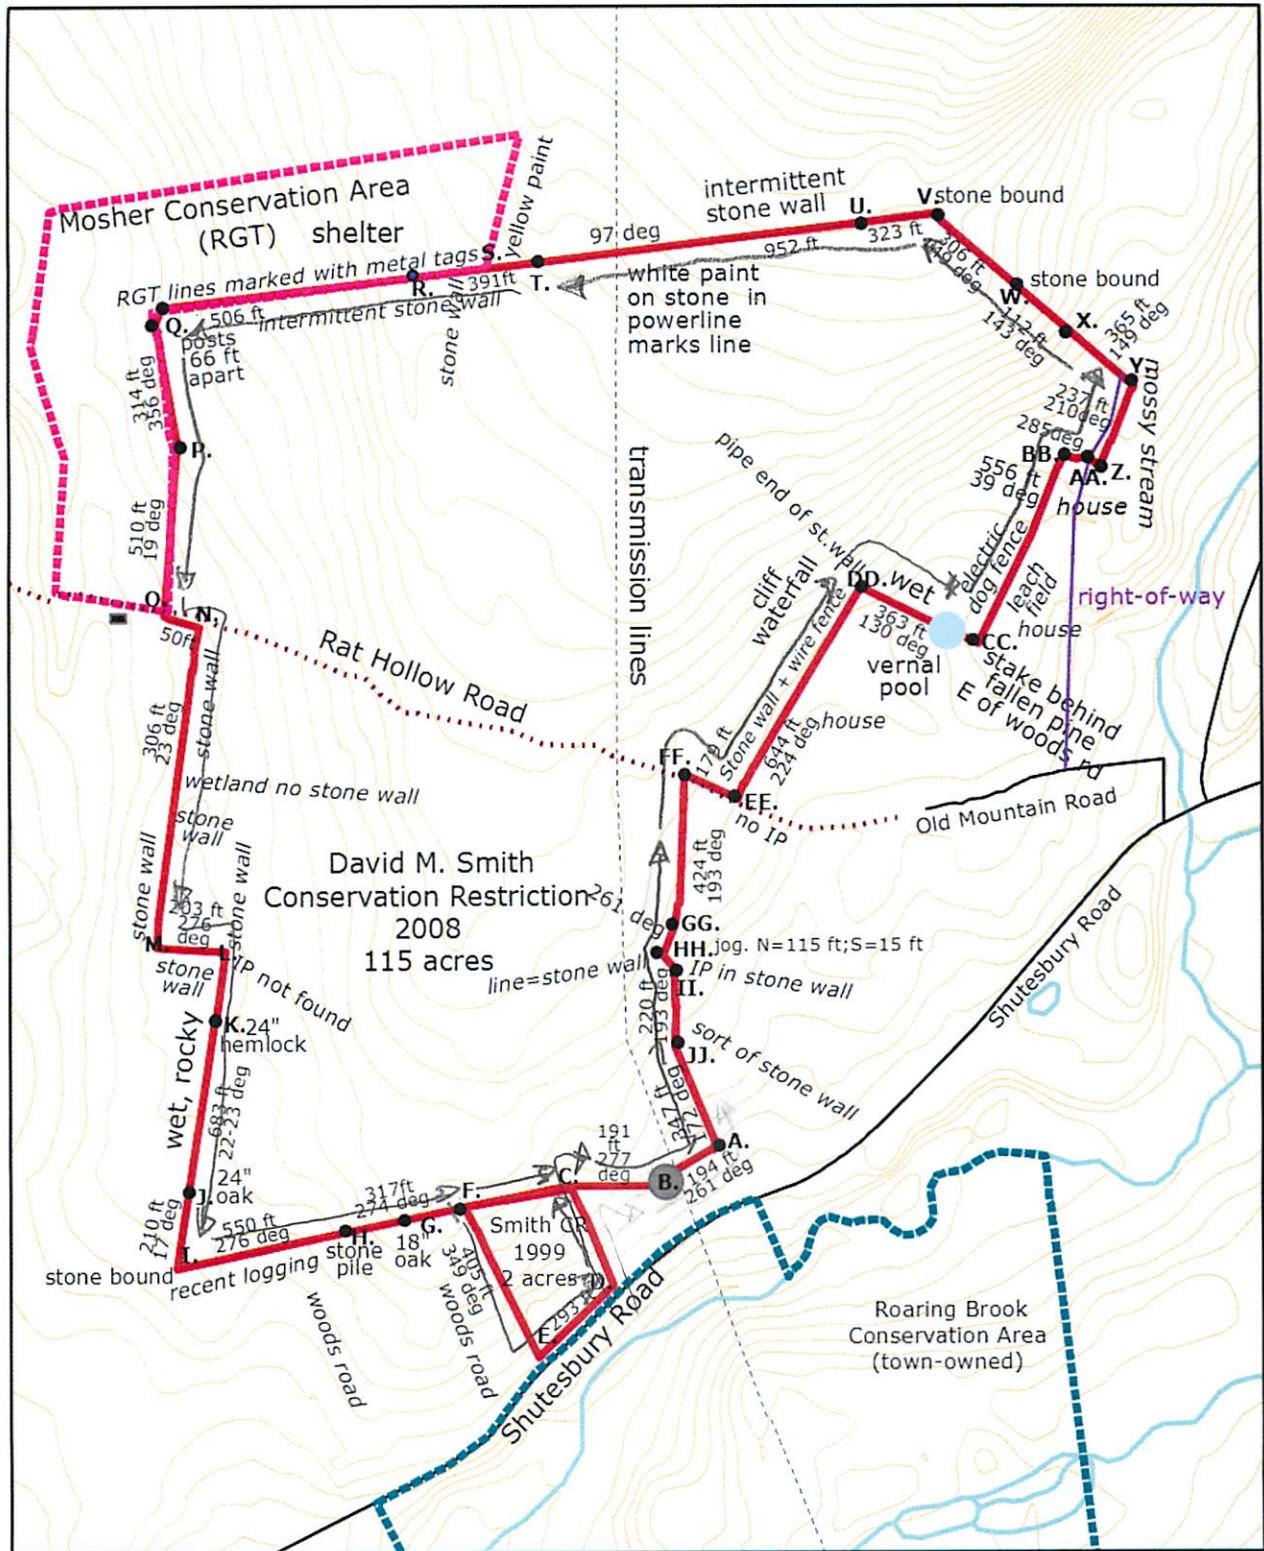 Mosher Conservation Area
(RGT) shelter
yellow paint
RGT lines marked with metal tags
S.
R.
391ft
T.
97 deg
intermittent
stone wall
U.
952 ft
323 ft
V.
stone bound
306 ft
stone bound
W.
112 ft
143 deg
X.
365 ft
149 deg
Y.
mossy stream
506 ft
intermittent stone wall
stone wall
Q.
posts
66 ft
apart
white paint
on stone in
powerline
marks line
314 ft
356 deg
P.
510 ft
19 deg
237 ft
210deg
285deg
BB.
AA.
Z.
house
556 ft
39 deg
electric
dog fence
leach
field
house
right-of-way
pipe end of st.wall
transmission lines
cliff
waterfall
DD.
wet
363 ft
130 deg
vernal
pool
CC.
stake behind
fallen pine
E of woods rd
O.
N.
50ft
Rat Hollow Road
stone wall
306 ft
23 deg
wetland no stone wall
stone
wall
stone wall
Stone wall + wire fence
644 ft
224 deg
house
FF.
179 ft
EE.
no IP
Old Mountain Road
Shutesbury Road
David M. Smith
Conservation Restriction
2008
115 acres
424 ft
193 deg
261 deg
GG.
HH.
jog. N=115 ft;S=15 ft
line=stone wall
IP in stone wall
II.
220 ft
193 deg
JJ.
sort of stone wall
203 ft
276
deg
M.
stone
wall
stone wall
L.
IP not found
K.
24"
hemlock
wet, rocky
683 ft
22-23 deg
J.
24"
oak
210 ft
17 deg
I.
stone bound
550 ft
276 deg
recent logging
H.
stone
pile
317ft
274 deg
G.
18"
oak
F.
C.
191
ft
277
deg
B.
A.
247 ft
172 deg
194 ft
261 deg
Smith CR
1999
2 acres
D.
405 ft
349 deg
293 ft
E.
woods road
woods road
Shutesbury Road
Roaring Brook
Conservation Area
(town-owned)